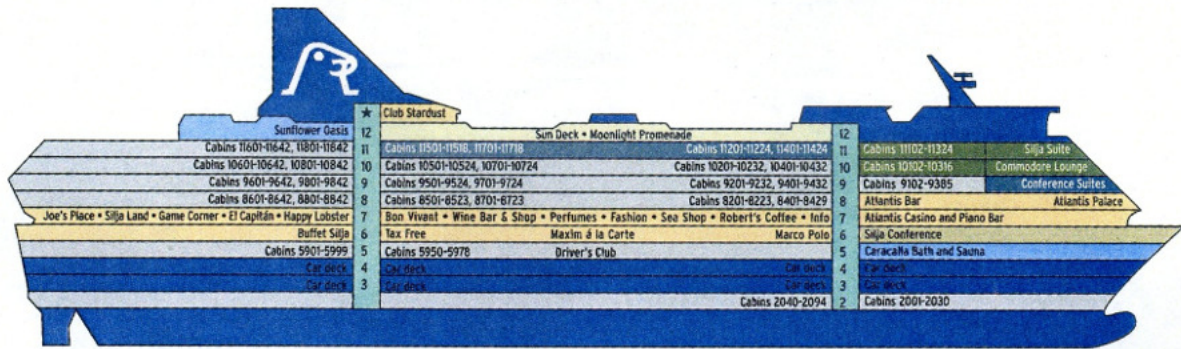 ★ Club Stardust
Sunflower Oasis 12 Sun Deck • Moonlight Promenade 12
Cabins 11601-11642, 11801-11842 11 Cabins 11501-11518, 11701-11718 Cabins 11201-11224, 11401-11424 11 Cabins 11102-11324 Silja Suite
Cabins 10601-10642, 10801-10842 10 Cabins 10501-10524, 10701-10724 Cabins 10201-10232, 10401-10432 10 Cabins 10102-10316 Commodore Lounge
Cabins 9601-9642, 9801-9842 9 Cabins 9501-9524, 9701-9724 Cabins 9201-9232, 9401-9432 9 Cabins 9102-9385 Conference Suites
Cabins 8601-8642, 8801-8842 8 Cabins 8501-8523, 8701-8723 Cabins 8201-8223, 8401-8429 8 Atlantis Bar Atlantis Palace
Joe's Place • Silja Land • Game Corner • El Capitán • Happy Lobster 7 Bon Vivant • Wine Bar & Shop • Perfumes • Fashion • Sea Shop • Robert's Coffee • Info 7 Atlantis Casino and Piano Bar
Buffet Silja 6 Tax Free Maxim á la Carte Marco Polo 6 Silja Conference
Cabins 5901-5999 5 Cabins 5950-5978 Driver's Club 5 Caracalla Bath and Sauna
Car deck 4 Car deck Car deck 4 Car deck
Car deck 3 Car deck Car deck 3 Car deck
Cabins 2040-2094 2 Cabins 2001-2030